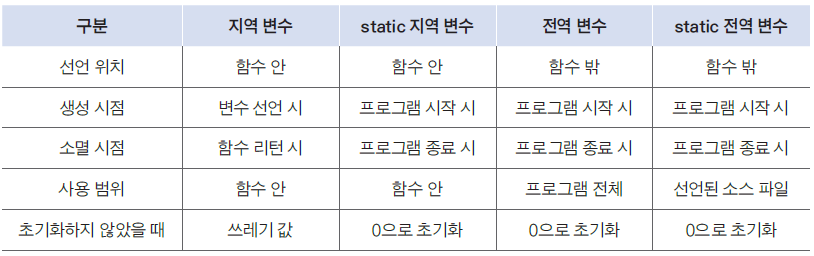 구분 지역 변수 static 지역 변수 전역 변수 static 전역 변수
선언 위치 함수 안 함수 안 함수 밖 함수 밖
생성 시점 변수 선언 시 프로그램 시작 시 프로그램 시작 시 프로그램 시작 시
소멸 시점 함수 리턴 시 프로그램 종료 시 프로그램 종료 시 프로그램 종료 시
사용 범위 함수 안 함수 안 프로그램 전체 선언된 소스 파일
초기화하지 않았을 때 쓰레기 값 0으로 초기화 0으로 초기화 0으로 초기화